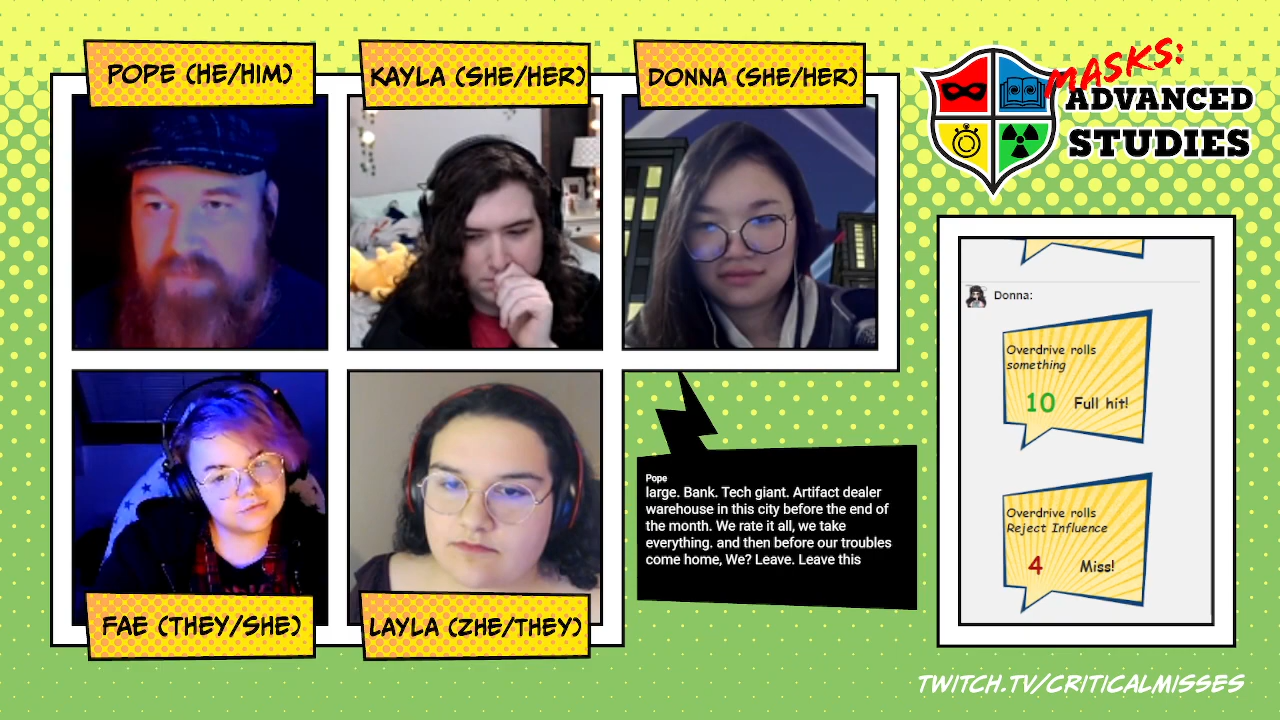 POPE (HE/HIM)
KAYLA (SHE/HER)
DONNA (SHE/HER)
MASKS:
ADVANCED
STUDIES
FAE (THEY/SHE)
LAYLA (ZHE/THEY)
Pope
large. Bank. Tech giant. Artifact dealer
warehouse in this city before the end of
the month. We rate it all, we take
everything. and then before our troubles
come home, We? Leave. Leave this
Donna:
Overdrive rolls
something
10 Full hit!
Overdrive rolls
Reject Influence
4 Miss!
TWITCH.TV/CRITICALMISSES